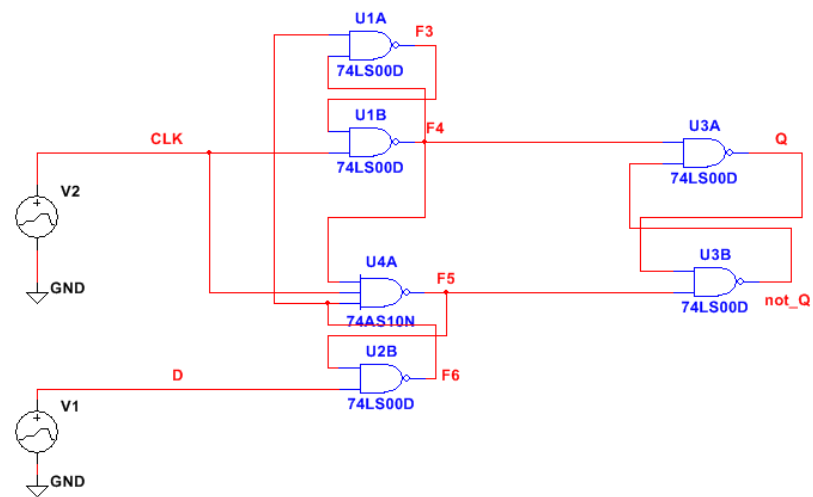 U1A
F3
74LS00D
U1B
CLK
F4
74LS00D
U3A
Q
74LS00D
V2
+
GND
U4A
F5
74AS10N
U3B
not_Q
74LS00D
U2B
D
F6
74LS00D
V1
+
GND